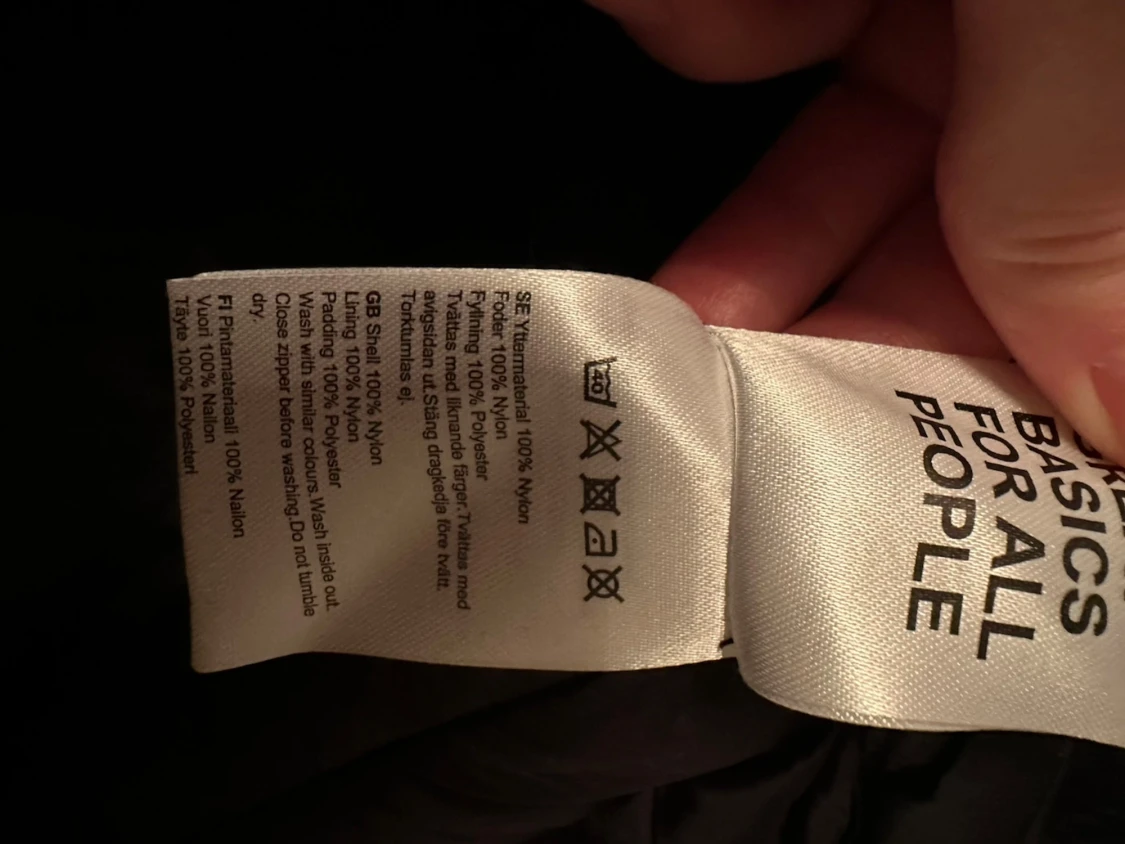 BASICS
FOR ALL
PEOPLE
40
SE Yttermaterial 100% Nylon
Foder 100% Nylon
Fyllning 100% Polyester
Tvättas med liknande färger.Tvättas med
avigsidan ut.Stäng dragkedja före tvätt.
Torktumlas ej.
GB Shell 100% Nylon
Lining 100% Nylon
Padding 100% Polyester
Wash with similar colours.Wash inside out.
Close zipper before washing.Do not tumble
dry.
FI Pintamateriaali 100% Nailon
Vuori 100% Nailon
Täyte 100% Polyesteri